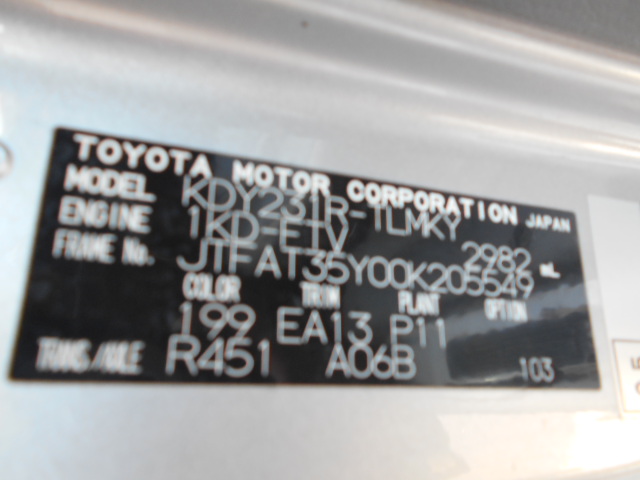 TOYOTA MOTOR CORPORATION JAPAN
MODEL KDY231R-TLMKY
ENGINE 1KD-FTV 2982 mL
FRAME No. JTFAT35Y00K205549
COLOR TRIM PLANT OPTION
199 EA13 P11
TRANS/AXLE R451 A06B 103